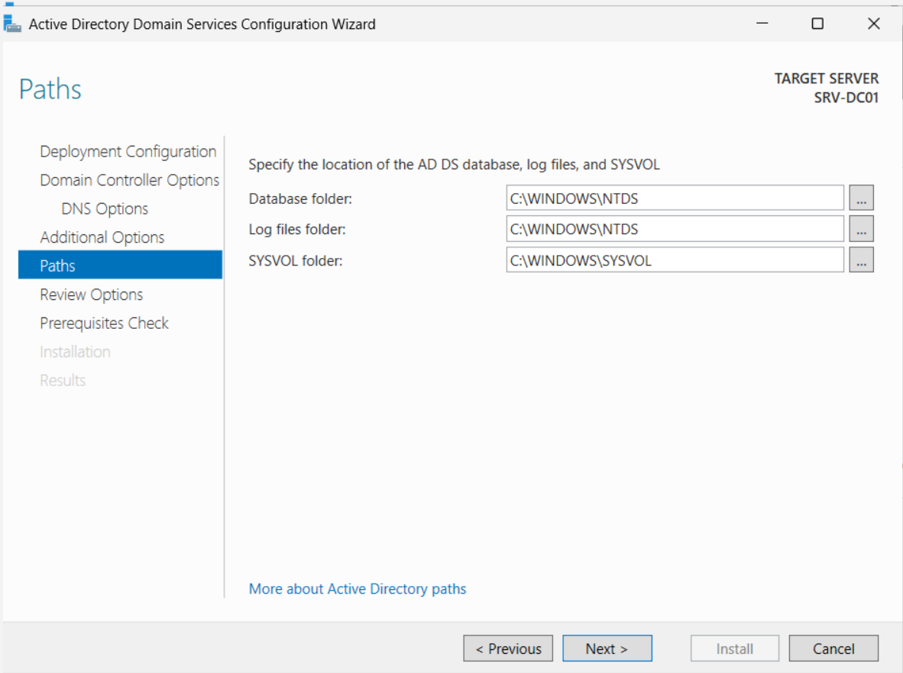 Active Directory Domain Services Configuration Wizard
Paths
TARGET SERVER
SRV-DC01
Deployment Configuration
Domain Controller Options
DNS Options
Additional Options
Paths
Review Options
Prerequisites Check
Installation
Results
Specify the location of the AD DS database, log files, and SYSVOL
Database folder: C:\WINDOWS\NTDS ...
Log files folder: C:\WINDOWS\NTDS ...
SYSVOL folder: C:\WINDOWS\SYSVOL ...
More about Active Directory paths
< Previous Next > Install Cancel